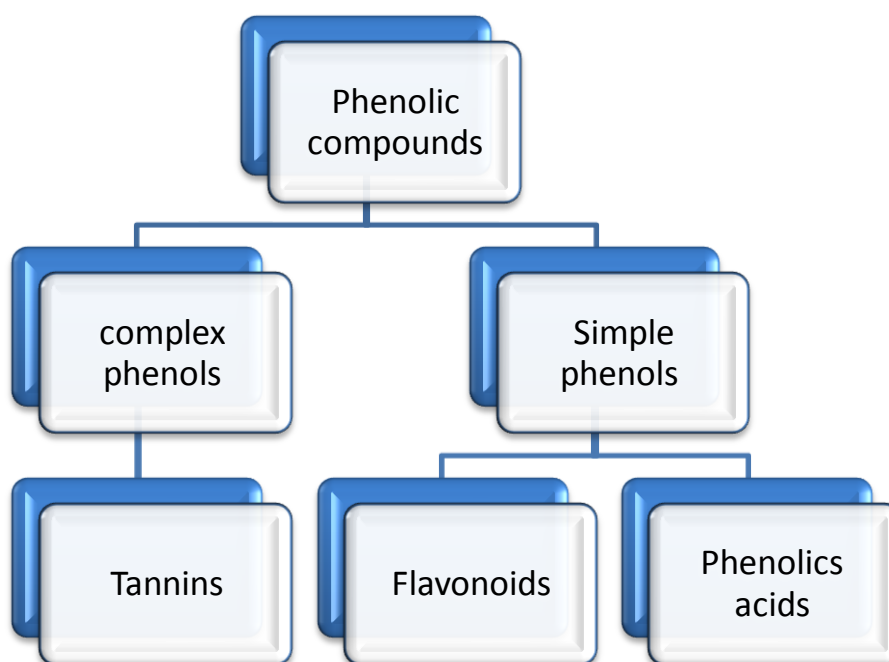 Phenolic
compounds
complex
phenols
Simple
phenols
Tannins
Flavonoids
Phenolics
acids